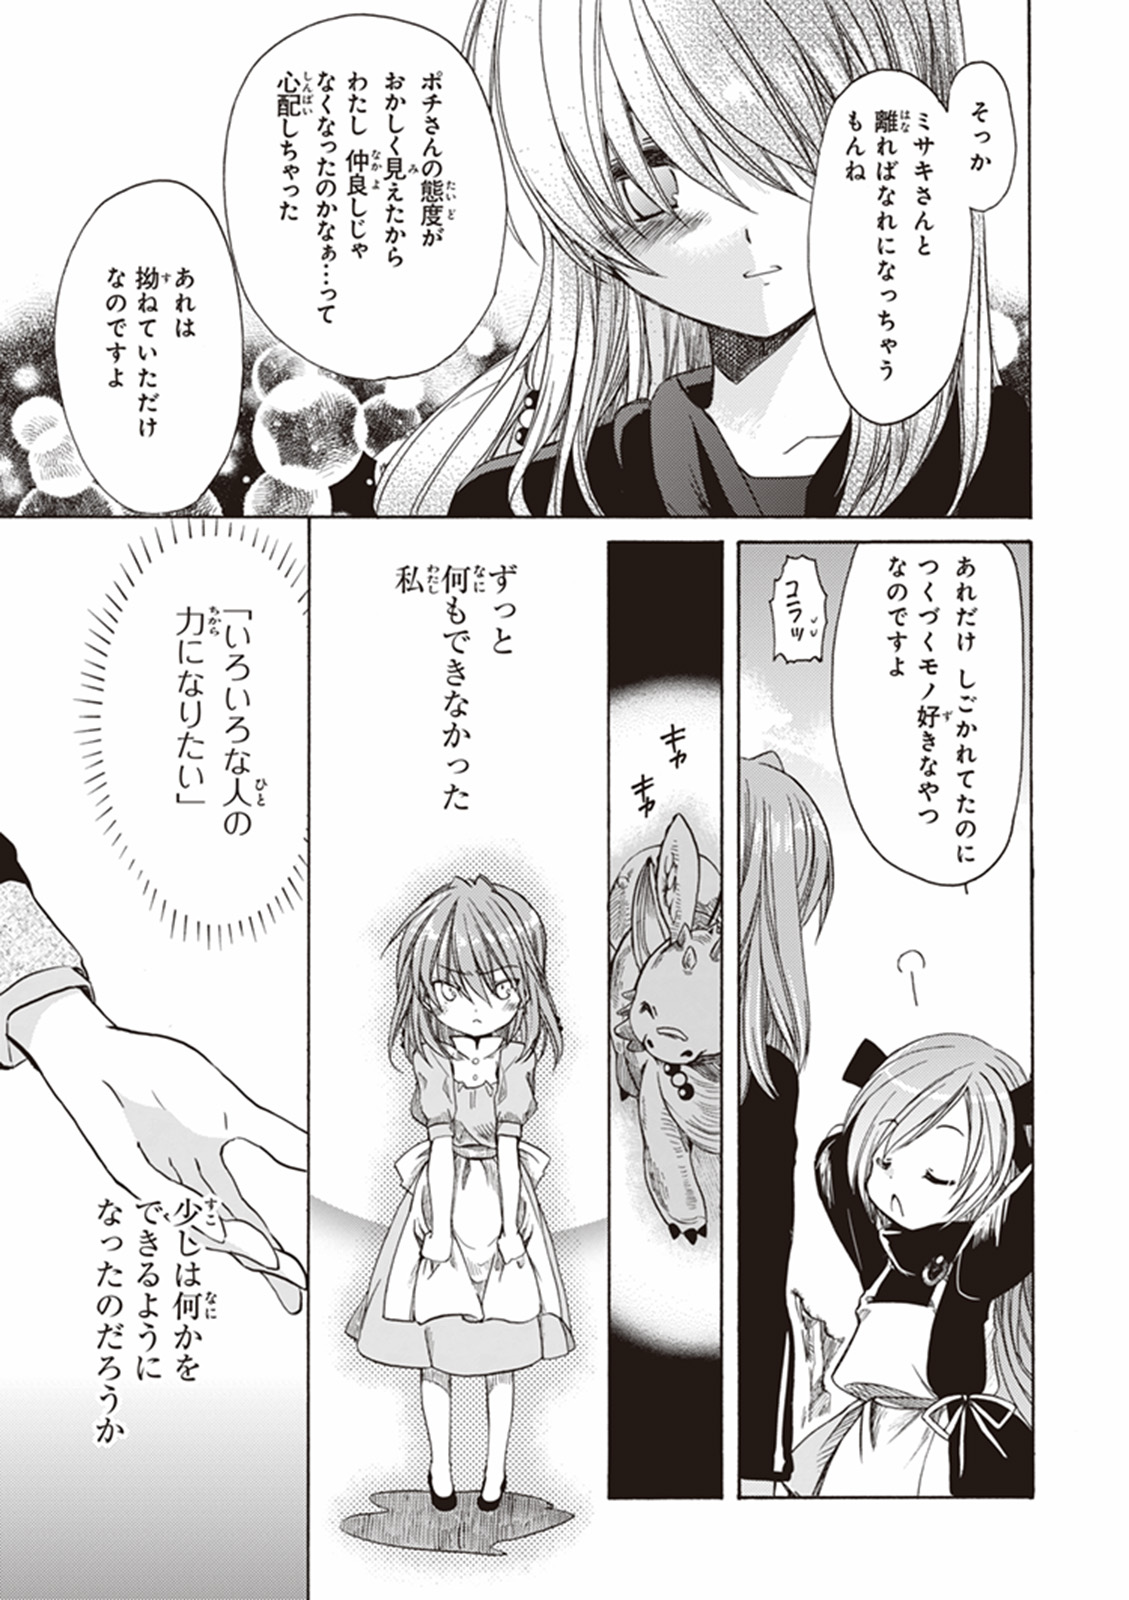 そっか
ミサキさんと
離ればなれになっちゃう
もんね
ポチさんの態度が
おかしく見えたから
わたし 仲良しじゃ
なくなったのかなぁ…って
心配しちゃった
あれは
拗ねていただけ
なのですよ
あれだけ しごかれてたのに
つくづくモノ好きなやつ
なのですよ
コラッ
キャ
キャ
ずっと
何もできなかった
私
「いろいろな人の
力になりたい」
少しは何かを
できるように
なったのだろうか